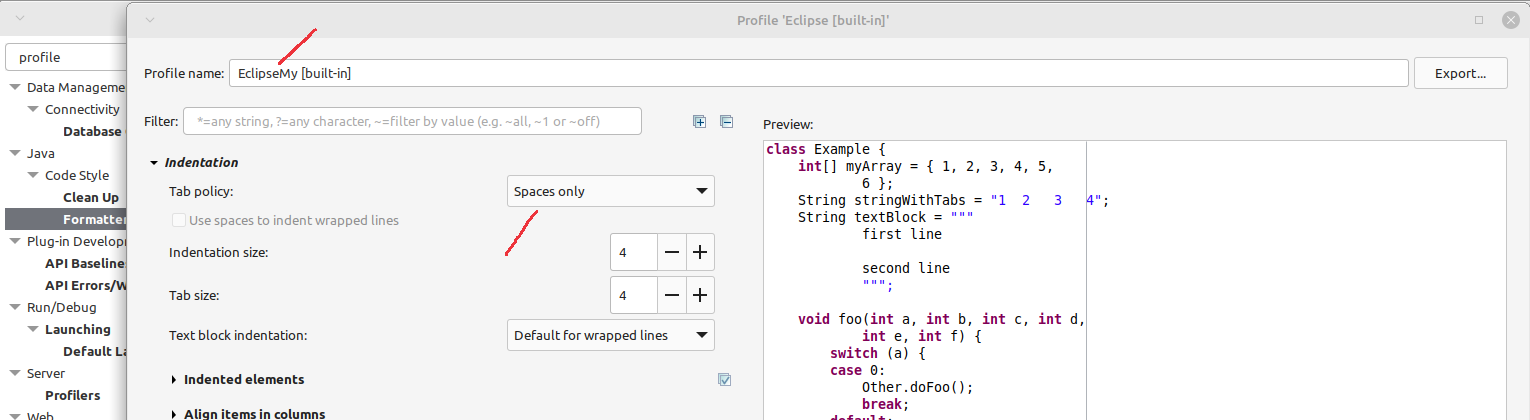 Profile 'Eclipse [built-in]'
profile
Data Manageme
Connectivity
Database
Java
Code Style
Clean Up
Formatter
Plug-in Develop
API Baseline
API Errors/W
Run/Debug
Launching
Default La
Server
Profilers
Web
Profile name: EclipseMy [built-in] Export...
Filter: *=any string, ?=any character, ~=filter by value (e.g. ~all, ~1 or ~off)
Indentation
Tab policy: Spaces only
Use spaces to indent wrapped lines
Indentation size: 4
Tab size: 4
Text block indentation: Default for wrapped lines
Indented elements
Align items in columns
Preview:
class Example {
    int[] myArray = { 1, 2, 3, 4, 5,
            6 };
    String stringWithTabs = "1  2   3   4";
    String textBlock = """
            first line

            second line
            """;

    void foo(int a, int b, int c, int d,
            int e, int f) {
        switch (a) {
        case 0:
            Other.doFoo();
            break;
        default: